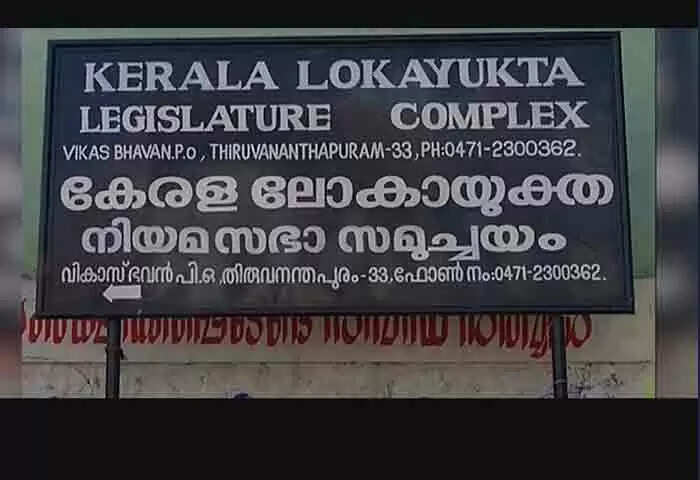 KERALA LOKAYUKTA
LEGISLATURE COMPLEX
VIKAS BHAVAN.P.O , THIRUVANANTHAPURAM-33,PH:0471-2300362.
കേരള ലോകായുക്ത
നിയമസഭാ സമുച്ചയം
വികാസ് ഭവൻ പി.ഒ ,തിരുവനന്തപുരം-33,ഫോൺ നം:0471-2300362.